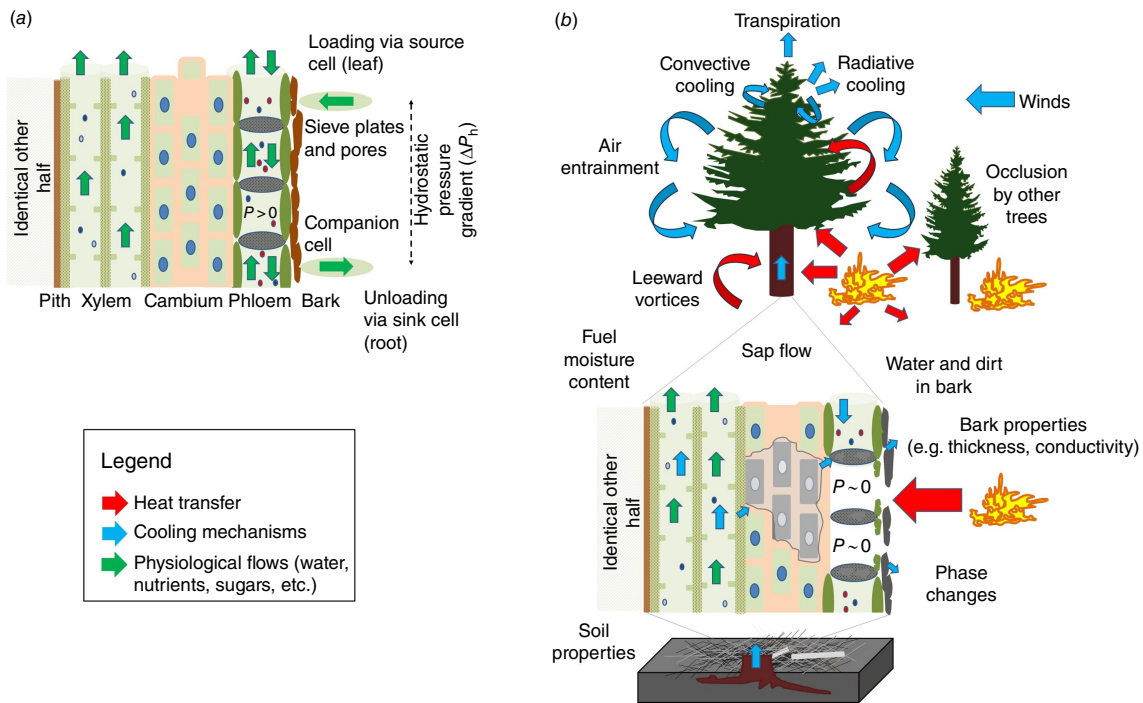 (a)
Loading via source
cell (leaf)
Sieve plates
and pores
Hydrostatic
pressure
gradient (ΔPh)
Identical other
half
P > 0
Companion
cell
Pith Xylem Cambium Phloem Bark
Unloading
via sink cell
(root)
Legend
Heat transfer
Cooling mechanisms
Physiological flows (water,
nutrients, sugars, etc.)
(b)
Transpiration
Convective
cooling
Radiative
cooling
Winds
Air
entrainment
Occlusion
by other
trees
Leeward
vortices
Fuel
moisture
content
Sap flow
Water and dirt
in bark
Bark properties
(e.g. thickness, conductivity)
Identical other
half
P ~ 0
P ~ 0
Phase
changes
Soil
properties